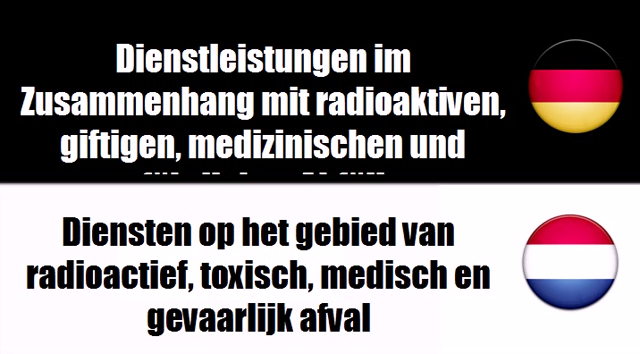 Dienstleistungen im
Zusammenhang mit radioaktiven,
giftigen, medizinischen und
Diensten op het gebied van
radioactief, toxisch, medisch en
gevaarlijk afval